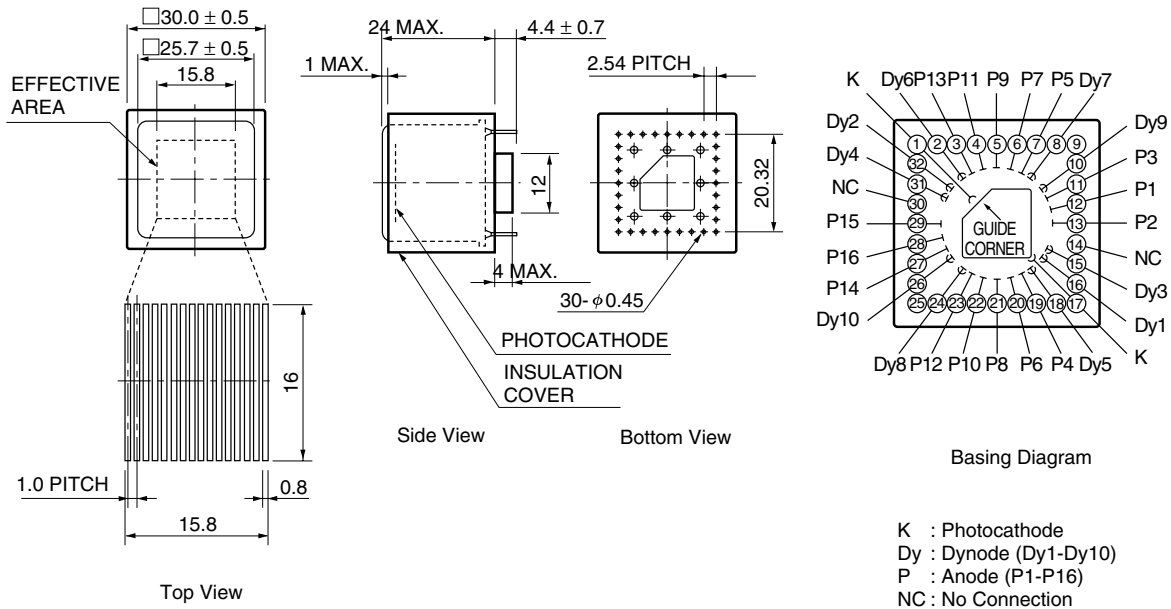 □30.0 ± 0.5
□25.7 ± 0.5
15.8
EFFECTIVE
AREA
1.0 PITCH
16
0.8
15.8
Top View
24 MAX.
4.4 ± 0.7
1 MAX.
12
4 MAX.
PHOTOCATHODE
INSULATION
COVER
Side View
2.54 PITCH
20.32
30- ϕ0.45
Bottom View
K
Dy6
P13
P11
P9
P7
P5
Dy7
Dy2
Dy4
NC
P15
P16
P14
Dy10
Dy9
P3
P1
P2
NC
Dy3
Dy1
K
Dy8
P12
P10
P8
P6
P4
Dy5
1
2
3
4
5
6
7
8
9
10
11
12
13
14
15
16
17
18
19
20
21
22
23
24
25
26
27
28
29
30
31
32
GUIDE
CORNER
Basing Diagram
K : Photocathode
Dy : Dynode (Dy1-Dy10)
P : Anode (P1-P16)
NC : No Connection